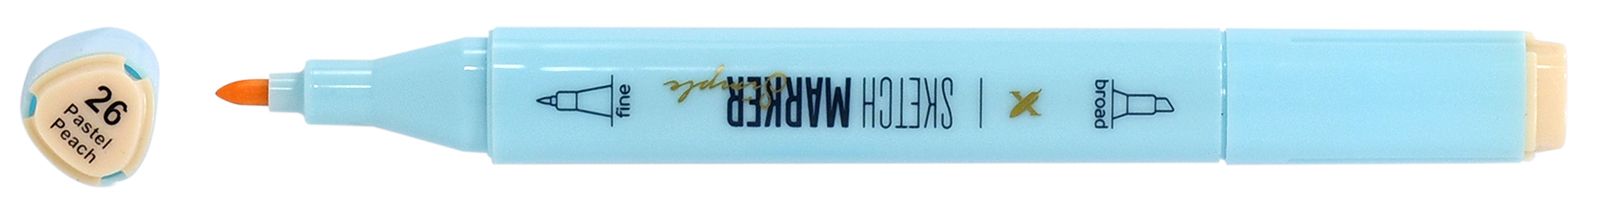 26
Pastel
Peach
fine
SKETCH MARKER
Simple
broad